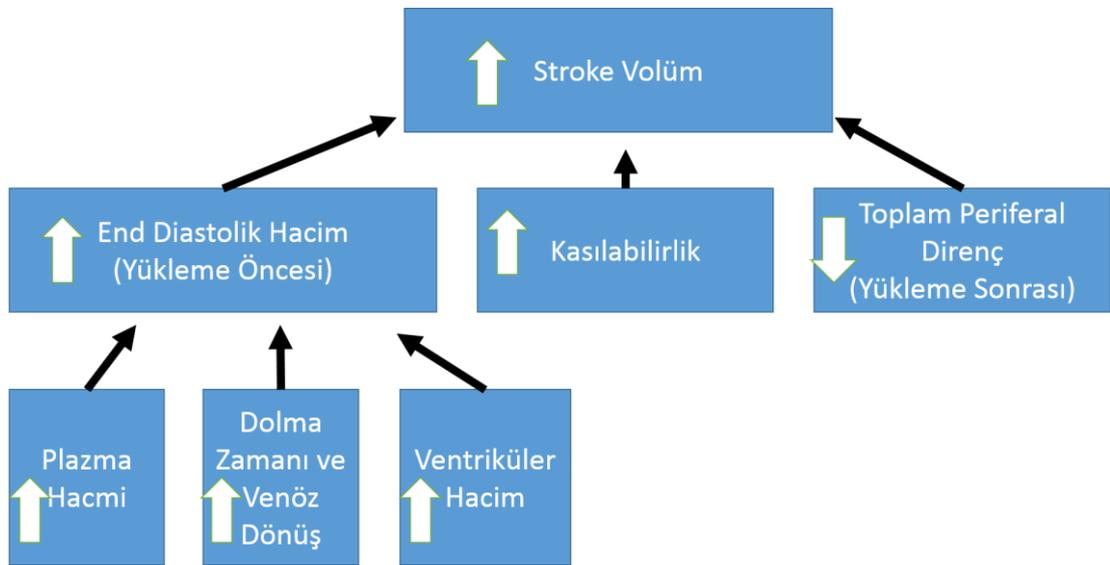 Stroke Volüm
End Diastolik Hacim
(Yükleme Öncesi)
Kasılabilirlik
Toplam Periferal
Direnç
(Yükleme Sonrası)
Plazma
Hacmi
Dolma
Zamanı ve
Venöz
Dönüş
Ventriküler
Hacim